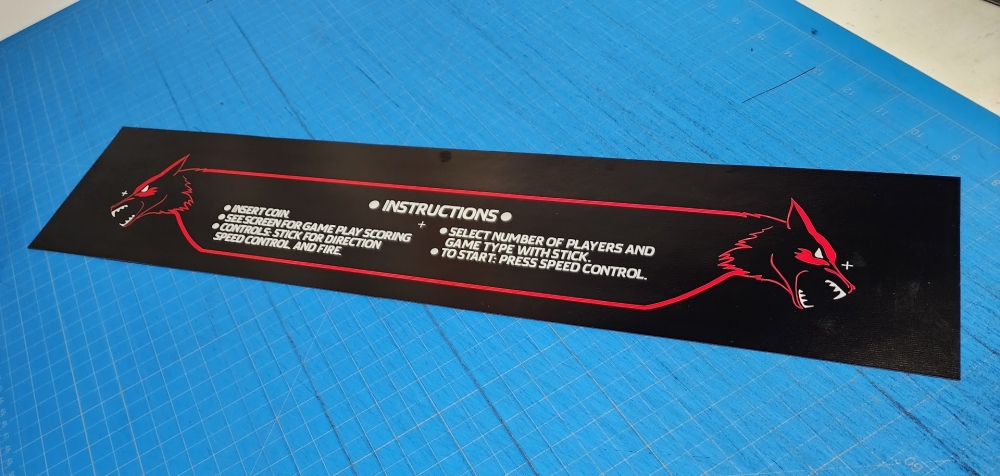 ● INSTRUCTIONS ●
● INSERT COIN.
● SEE SCREEN FOR GAME PLAY SCORING
● CONTROLS: STICK FOR DIRECTION
SPEED CONTROL AND FIRE.
● SELECT NUMBER OF PLAYERS AND
GAME TYPE WITH STICK.
● TO START: PRESS SPEED CONTROL.